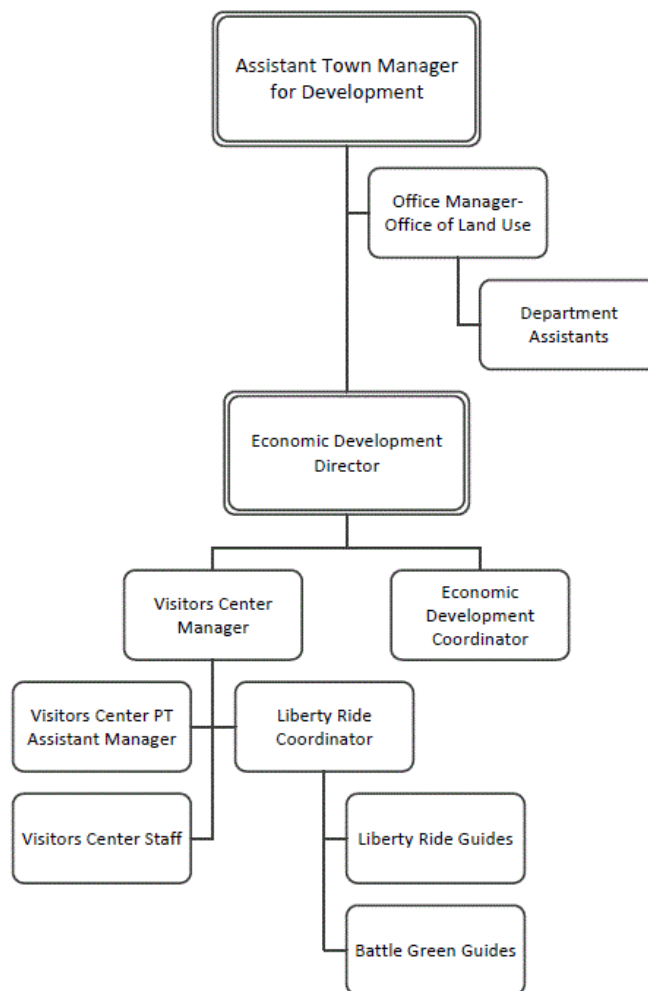 Assistant Town Manager
for Development
Office Manager-
Office of Land Use
Department
Assistants
Economic Development
Director
Visitors Center
Manager
Economic
Development
Coordinator
Visitors Center PT
Assistant Manager
Liberty Ride
Coordinator
Visitors Center Staff
Liberty Ride Guides
Battle Green Guides